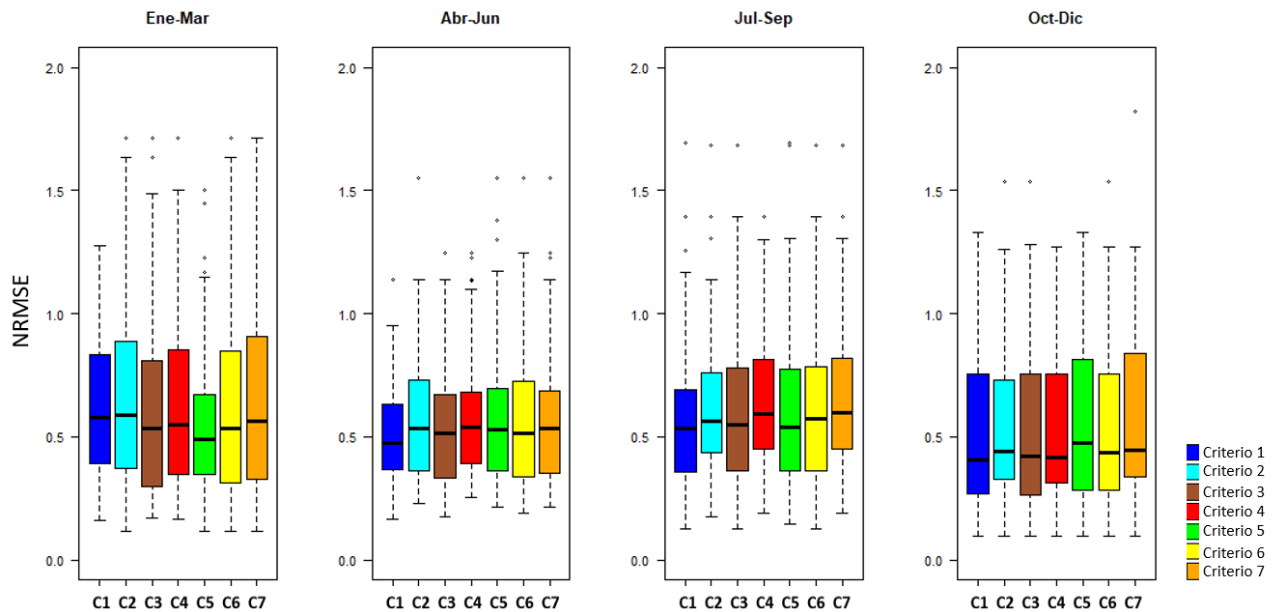 Ene-Mar
Abr-Jun
Jul-Sep
Oct-Dic
NRMSE
2.0
1.5
1.0
0.5
0.0
C1 C2 C3 C4 C5 C6 C7
2.0
1.5
1.0
0.5
0.0
C1 C2 C3 C4 C5 C6 C7
2.0
1.5
1.0
0.5
0.0
C1 C2 C3 C4 C5 C6 C7
2.0
1.5
1.0
0.5
0.0
C1 C2 C3 C4 C5 C6 C7
Criterio 1
Criterio 2
Criterio 3
Criterio 4
Criterio 5
Criterio 6
Criterio 7